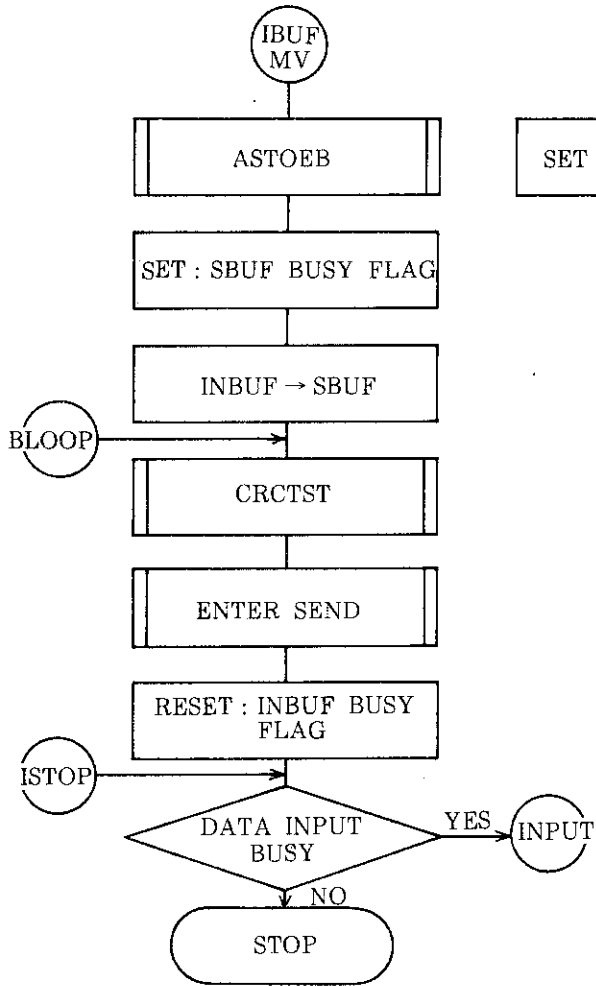 IBUF
MV
ASTOEB
SET
SET : SBUF BUSY FLAG
INBUF → SBUF
BLOOP
CRCTST
ENTER SEND
RESET : INBUF BUSY
FLAG
ISTOP
DATA INPUT
BUSY
YES
INPUT
NO
STOP